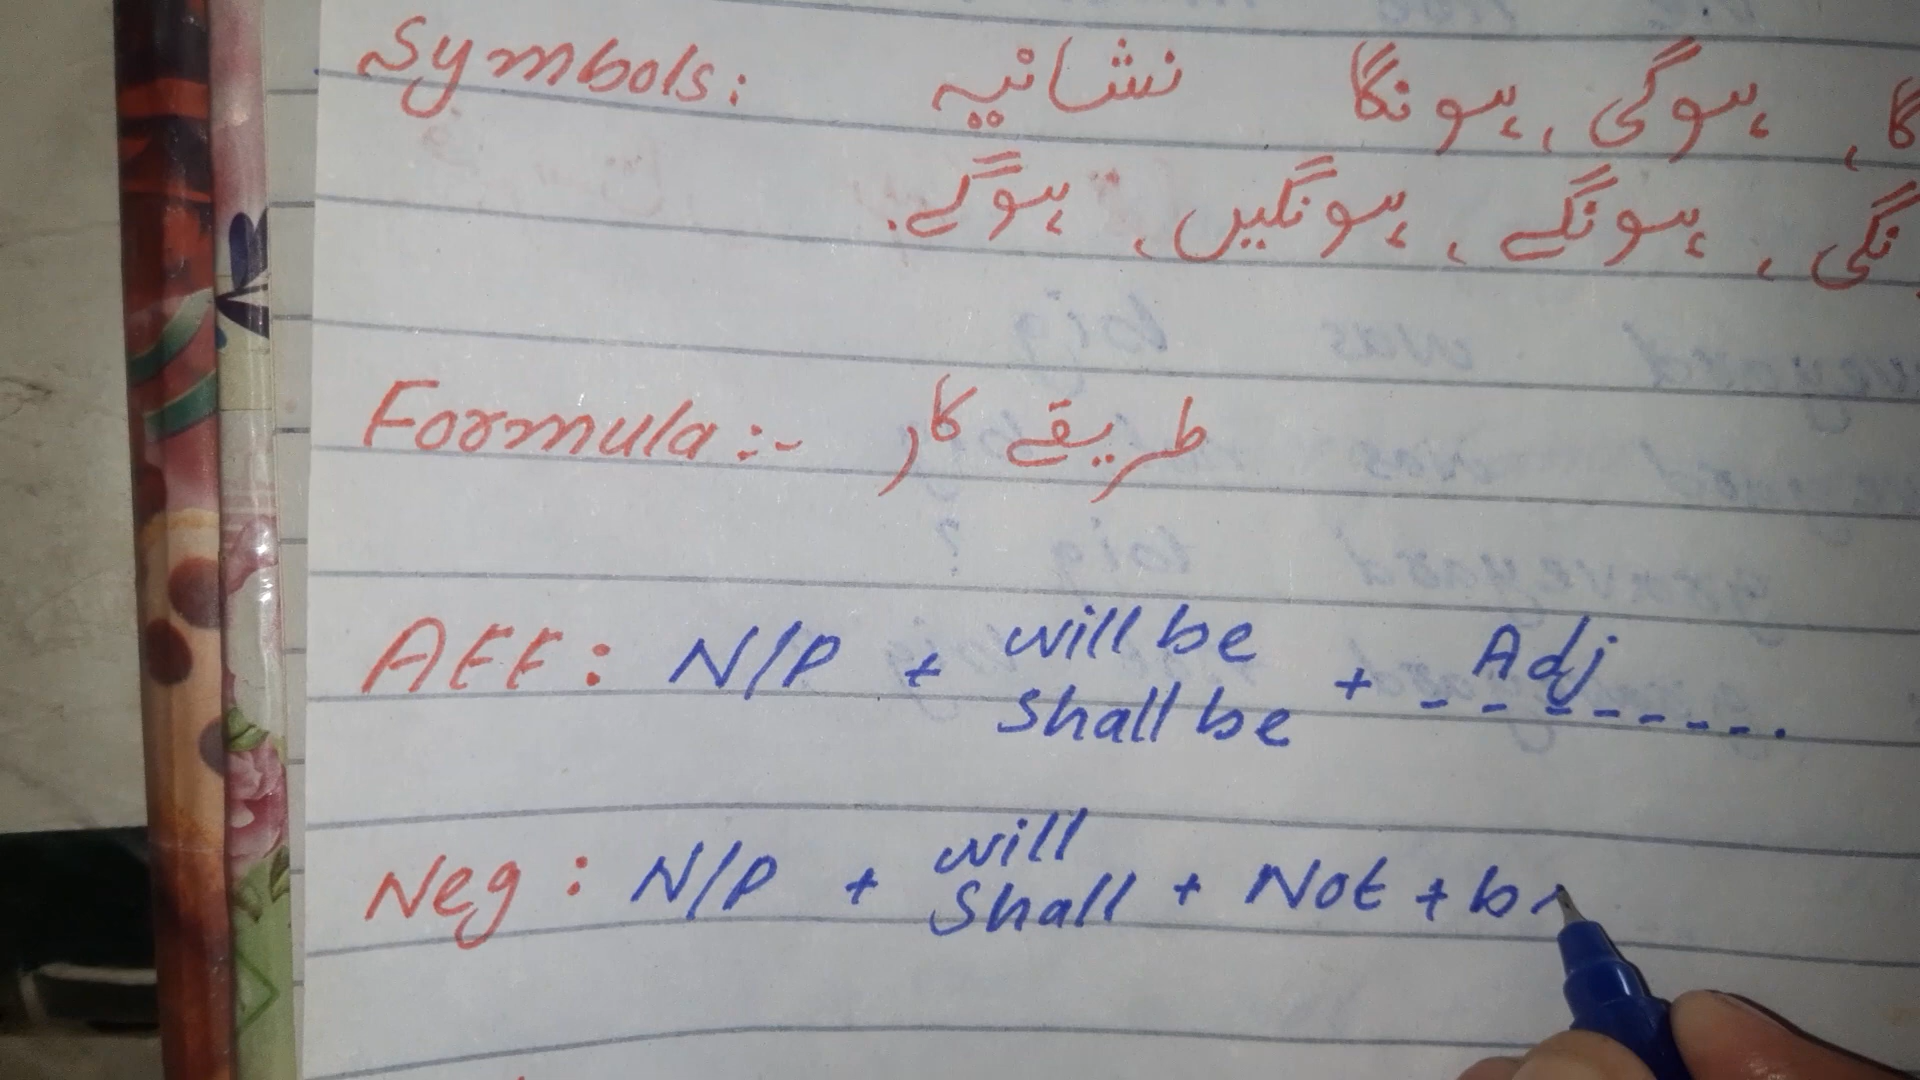 Symbols: نشانیہ ہونگا ، ہوگی ،
ہوگے ، ہونگیں ، ہونگے ،
Formula :- طریقے کار
AFF : N/P + will be + Adj
shall be --------.
Neg : N/P + will + Not + b
Shall